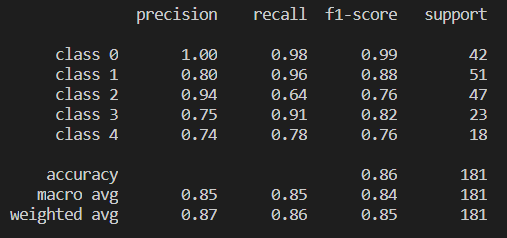 precision recall f1-score support
class 0 1.00 0.98 0.99 42
class 1 0.80 0.96 0.88 51
class 2 0.94 0.64 0.76 47
class 3 0.75 0.91 0.82 23
class 4 0.74 0.78 0.76 18
accuracy 0.86 181
macro avg 0.85 0.85 0.84 181
weighted avg 0.87 0.86 0.85 181